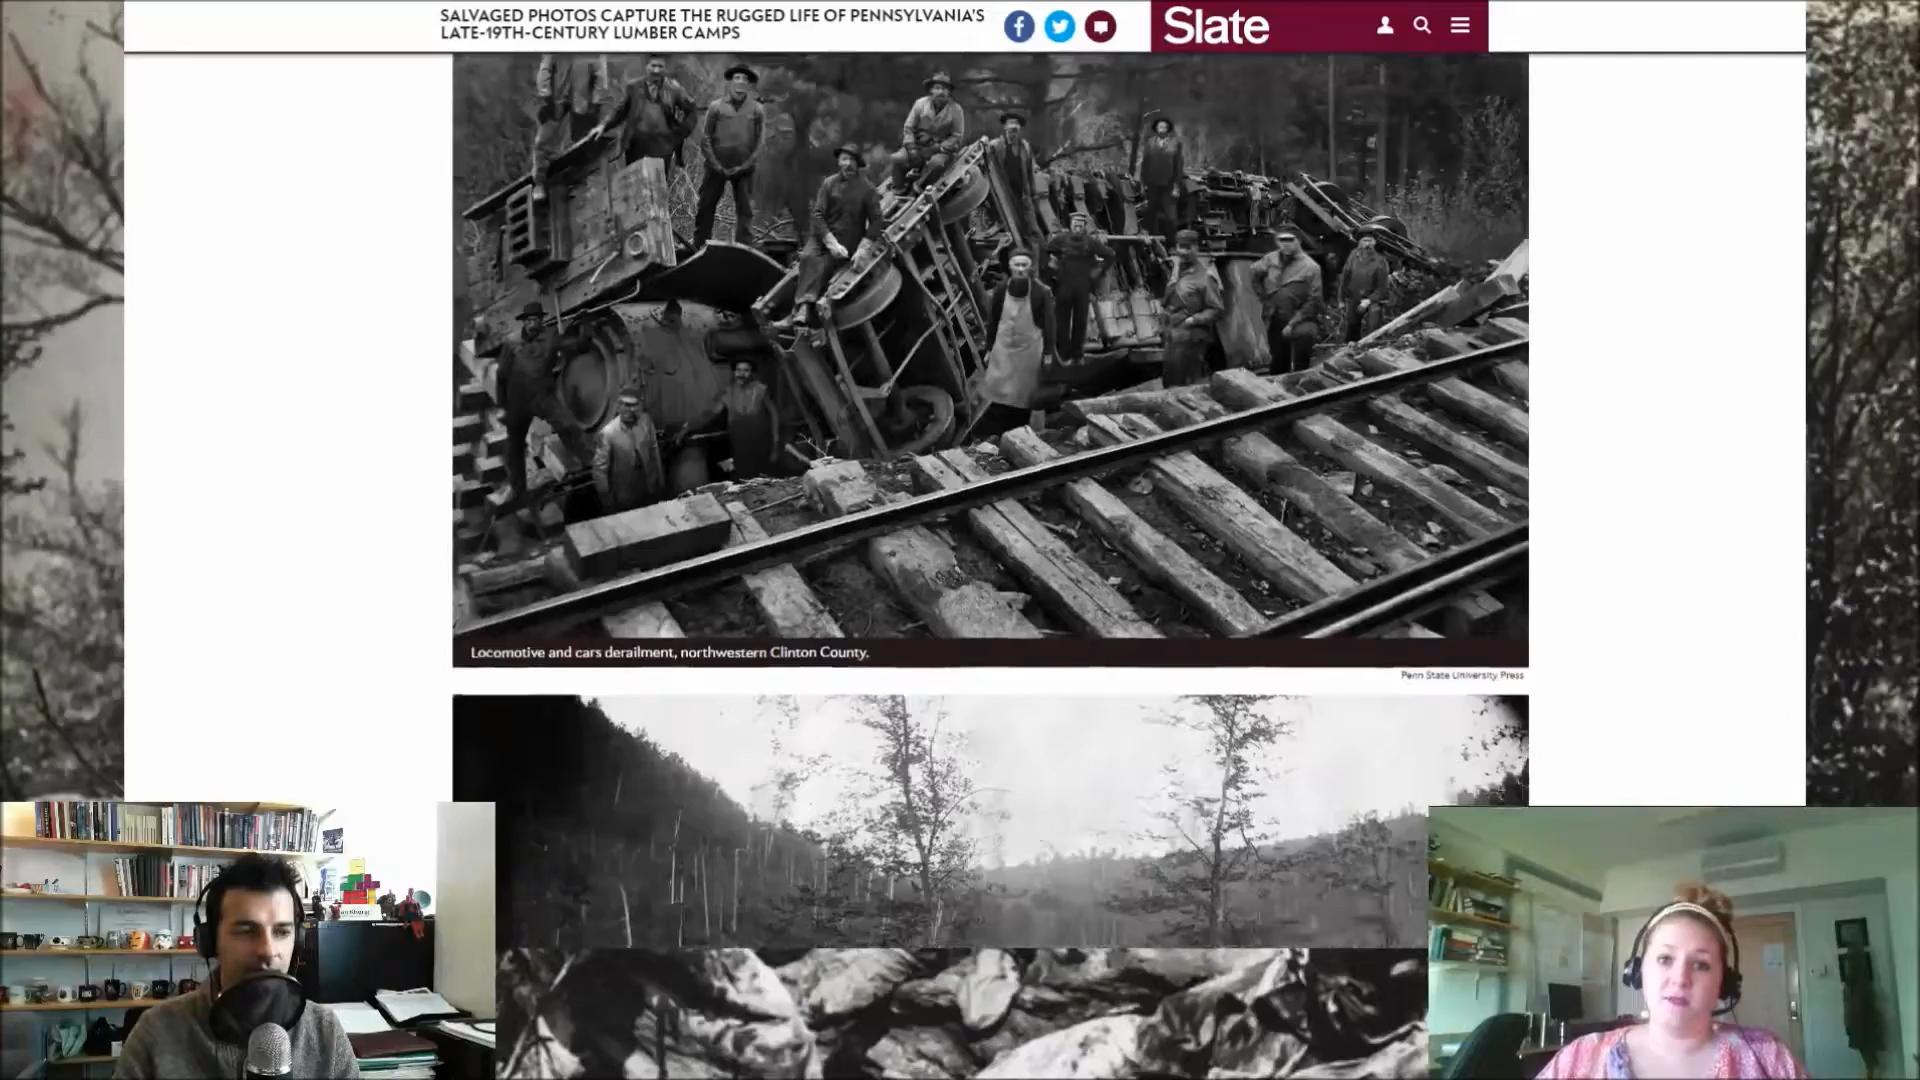 SALVAGED PHOTOS CAPTURE THE RUGGED LIFE OF PENNSYLVANIA'S
LATE-19TH-CENTURY LUMBER CAMPS
Slate
Locomotive and cars derailment, northwestern Clinton County.
Penn State University Press